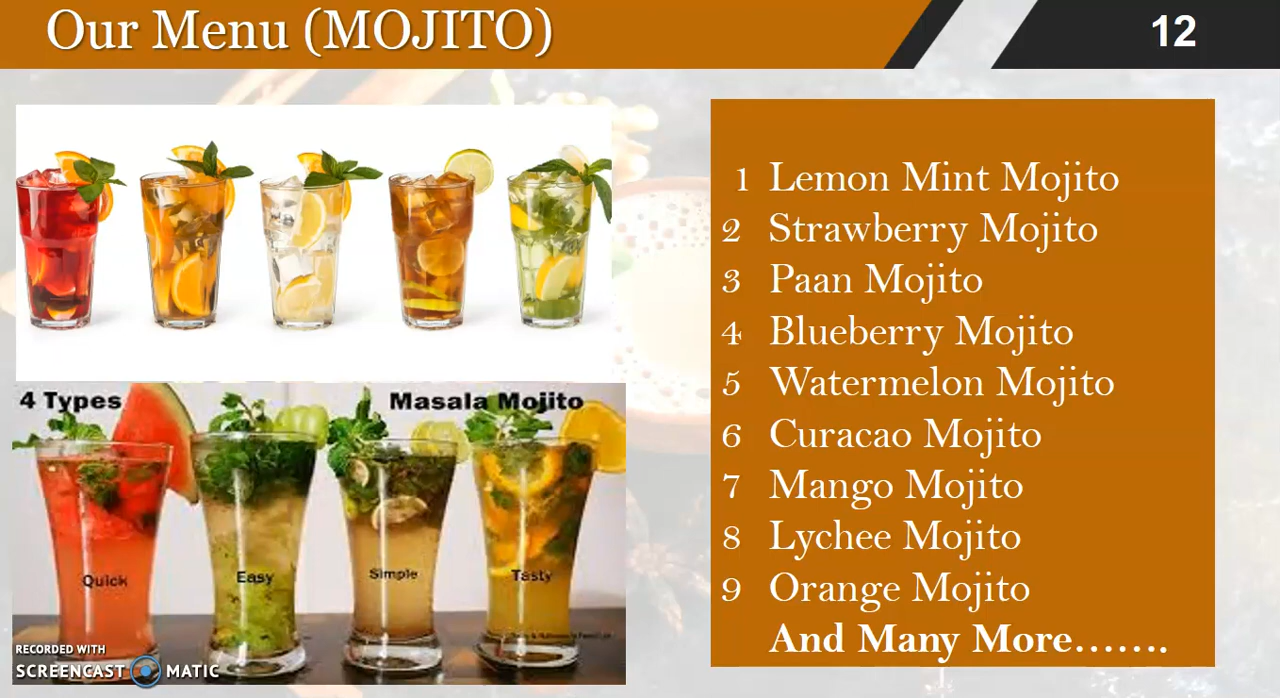 Our Menu (MOJITO)
12
4 Types
Masala Mojito
Quick
Easy
Simple
Tasty
RECORDED WITH
SCREENCAST MATIC
1 Lemon Mint Mojito
2 Strawberry Mojito
3 Paan Mojito
4 Blueberry Mojito
5 Watermelon Mojito
6 Curacao Mojito
7 Mango Mojito
8 Lychee Mojito
9 Orange Mojito
And Many More…….